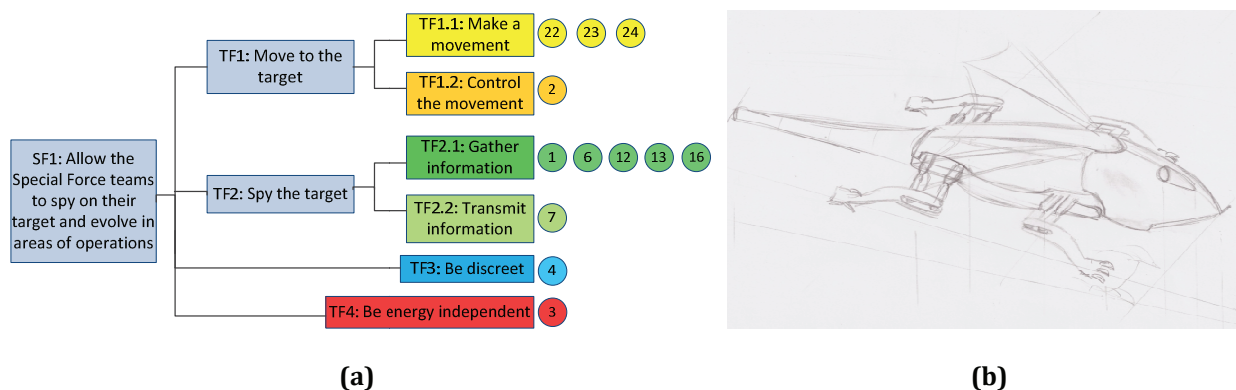 SF1: Allow the
Special Force teams
to spy on their
target and evolve in
areas of operations
TF1: Move to the
target
TF1.1: Make a
movement
22 23 24
TF1.2: Control
the movement
2
TF2: Spy the target
TF2.1: Gather
information
1 6 12 13 16
TF2.2: Transmit
information
7
TF3: Be discreet
4
TF4: Be energy independent
3
(a)
(b)